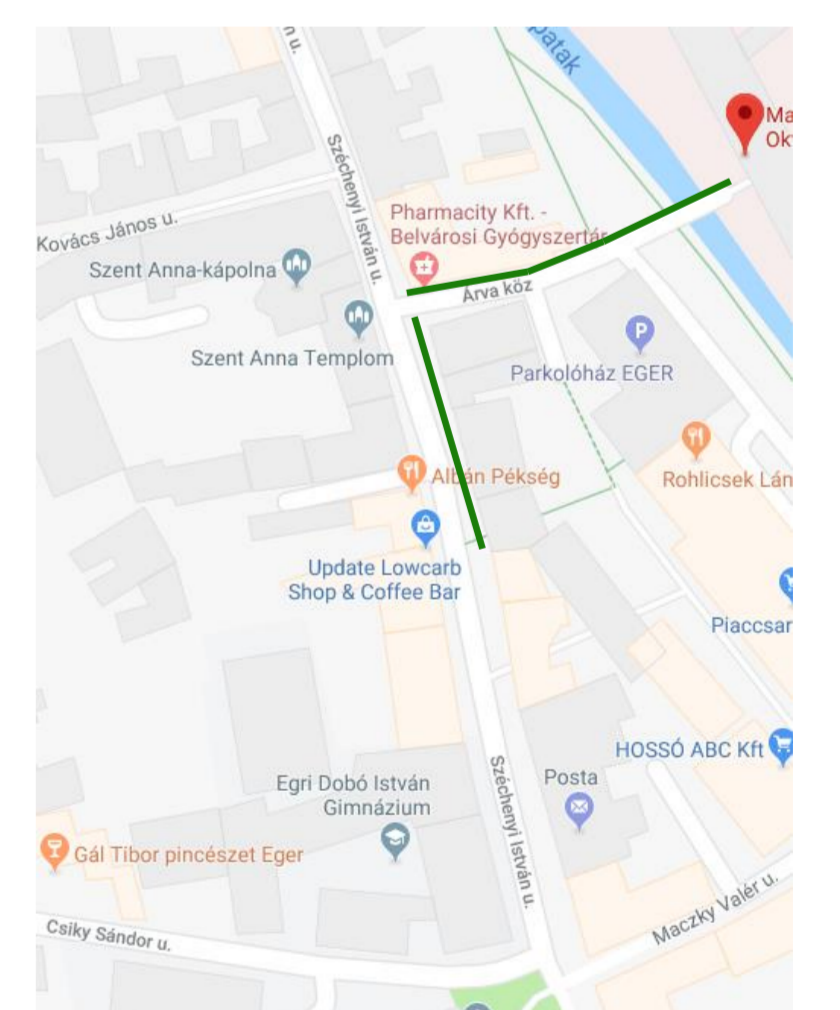 n u.
patak
Ma
Ok
Széchenyi István u.
Pharmacity Kft. -
Belvárosi Gyógyszertár
Kovács János u.
Szent Anna-kápolna
Árva köz
Szent Anna Templom
P
Parkolóház EGER
Albán Pékség
Rohlicsek Lán
Update Lowcarb
Shop & Coffee Bar
Piaccsar
HOSSÓ ABC Kft
Széchenyi István u.
Posta
Egri Dobó István
Gimnázium
Gál Tibor pincészet Eger
Maczky Valér u.
Csiky Sándor u.